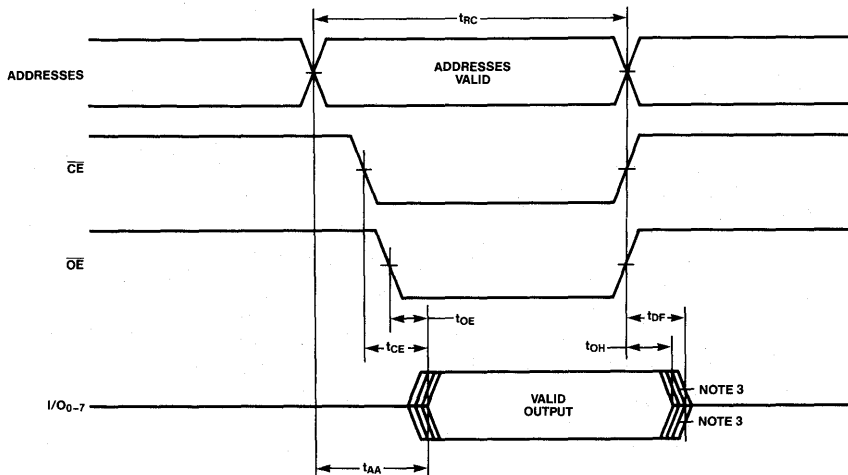 tRC
ADDRESSES
ADDRESSES
VALID
CE
OE
tOE
tDF
tCE
tOH
I/O0–7
VALID
OUTPUT
NOTE 3
NOTE 3
tAA